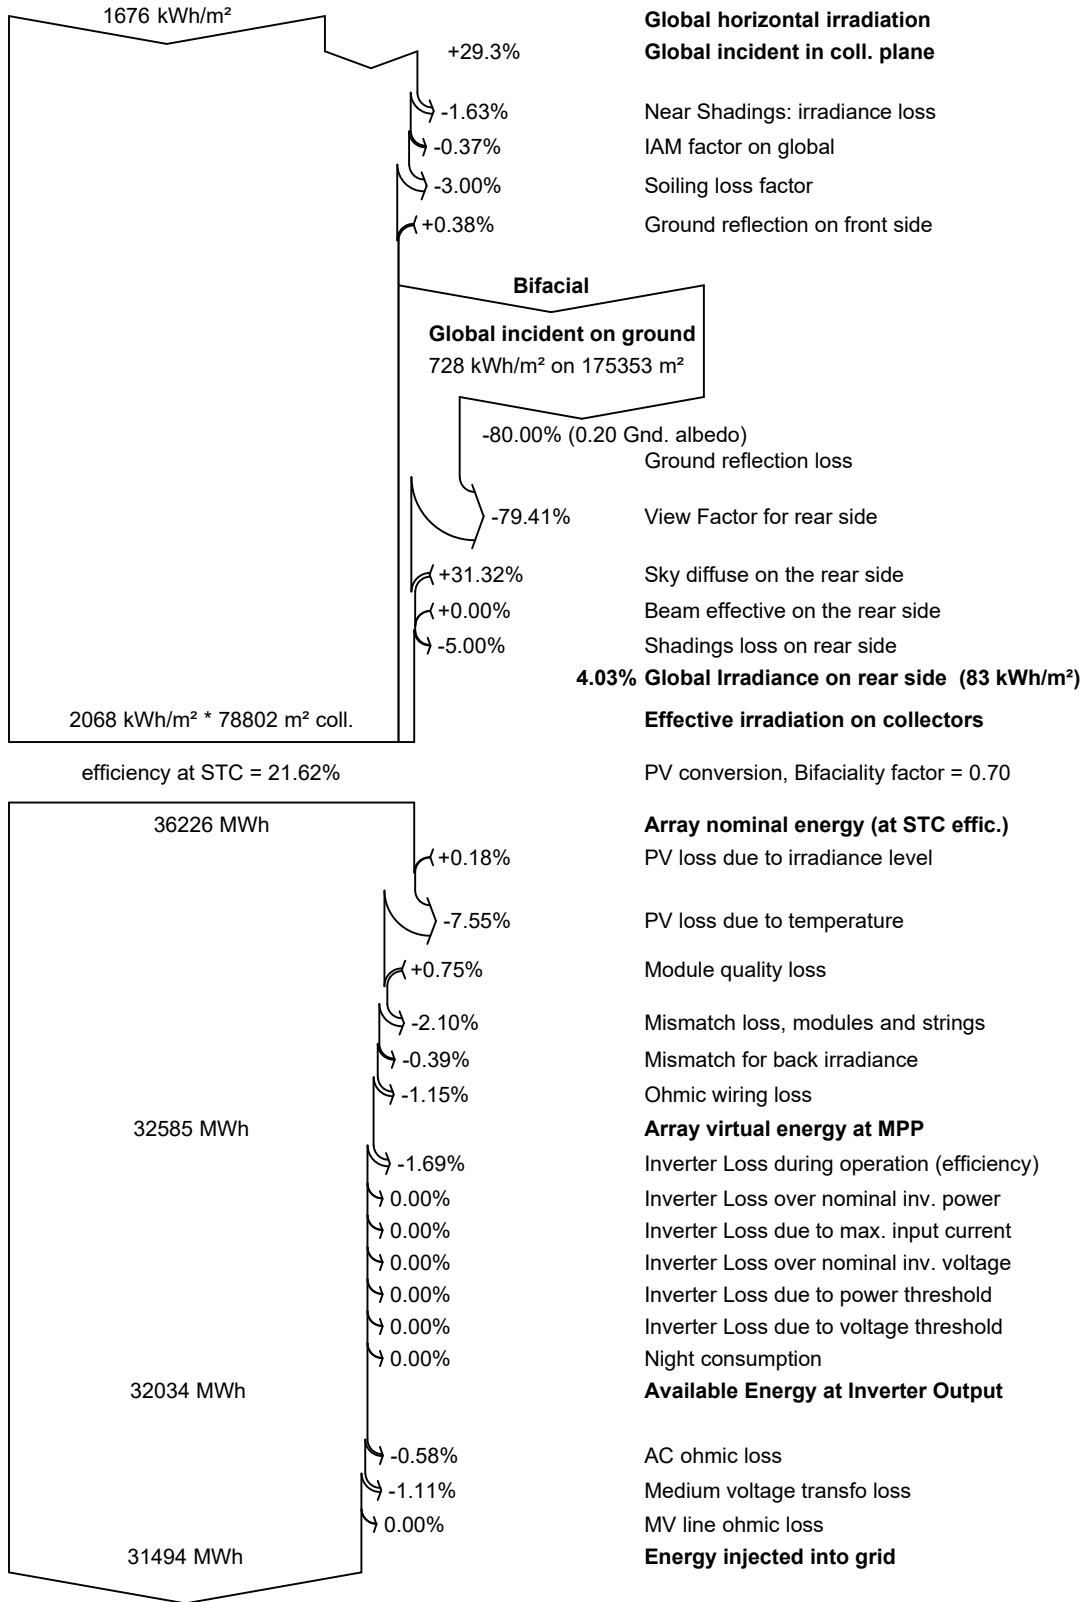 1676 kWh/m² Global horizontal irradiation
+29.3% Global incident in coll. plane
-1.63% Near Shadings: irradiance loss
-0.37% IAM factor on global
-3.00% Soiling loss factor
+0.38% Ground reflection on front side
Bifacial
Global incident on ground
728 kWh/m² on 175353 m²
-80.00% (0.20 Gnd. albedo)
Ground reflection loss
-79.41% View Factor for rear side
+31.32% Sky diffuse on the rear side
+0.00% Beam effective on the rear side
-5.00% Shadings loss on rear side
4.03% Global Irradiance on rear side (83 kWh/m²)
2068 kWh/m² * 78802 m² coll. Effective irradiation on collectors
efficiency at STC = 21.62% PV conversion, Bifaciality factor = 0.70
36226 MWh Array nominal energy (at STC effic.)
+0.18% PV loss due to irradiance level
-7.55% PV loss due to temperature
+0.75% Module quality loss
-2.10% Mismatch loss, modules and strings
-0.39% Mismatch for back irradiance
-1.15% Ohmic wiring loss
32585 MWh Array virtual energy at MPP
-1.69% Inverter Loss during operation (efficiency)
0.00% Inverter Loss over nominal inv. power
0.00% Inverter Loss due to max. input current
0.00% Inverter Loss over nominal inv. voltage
0.00% Inverter Loss due to power threshold
0.00% Inverter Loss due to voltage threshold
0.00% Night consumption
32034 MWh Available Energy at Inverter Output
-0.58% AC ohmic loss
-1.11% Medium voltage transfo loss
0.00% MV line ohmic loss
31494 MWh Energy injected into grid